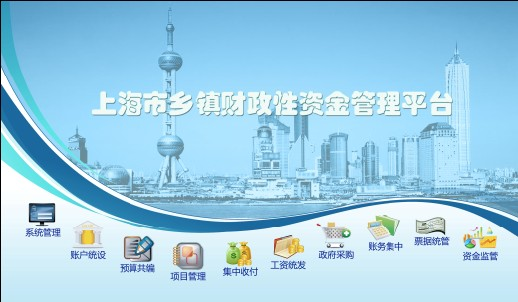 上海市乡镇财政性资金管理平台
系统管理
账户统设
预算共编
项目管理
集中收付
工资统发
政府采购
账务集中
票据统管
资金监管